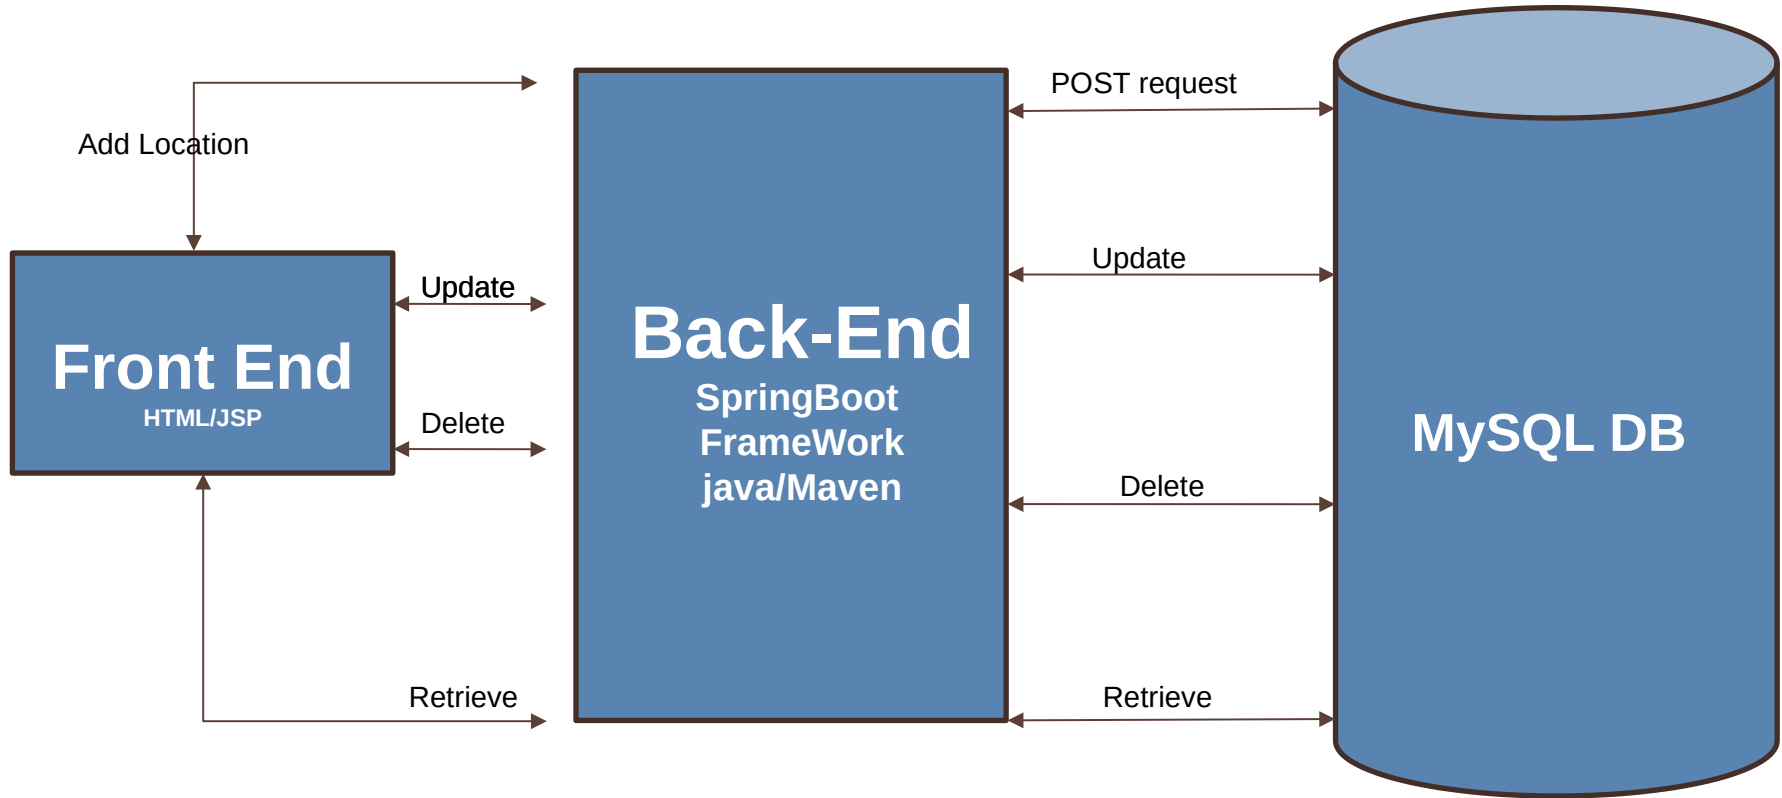 Add Location
Front End
HTML/JSP
Update
Delete
Retrieve
Back-End
SpringBoot
FrameWork
java/Maven
POST request
Update
Delete
Retrieve
MySQL DB